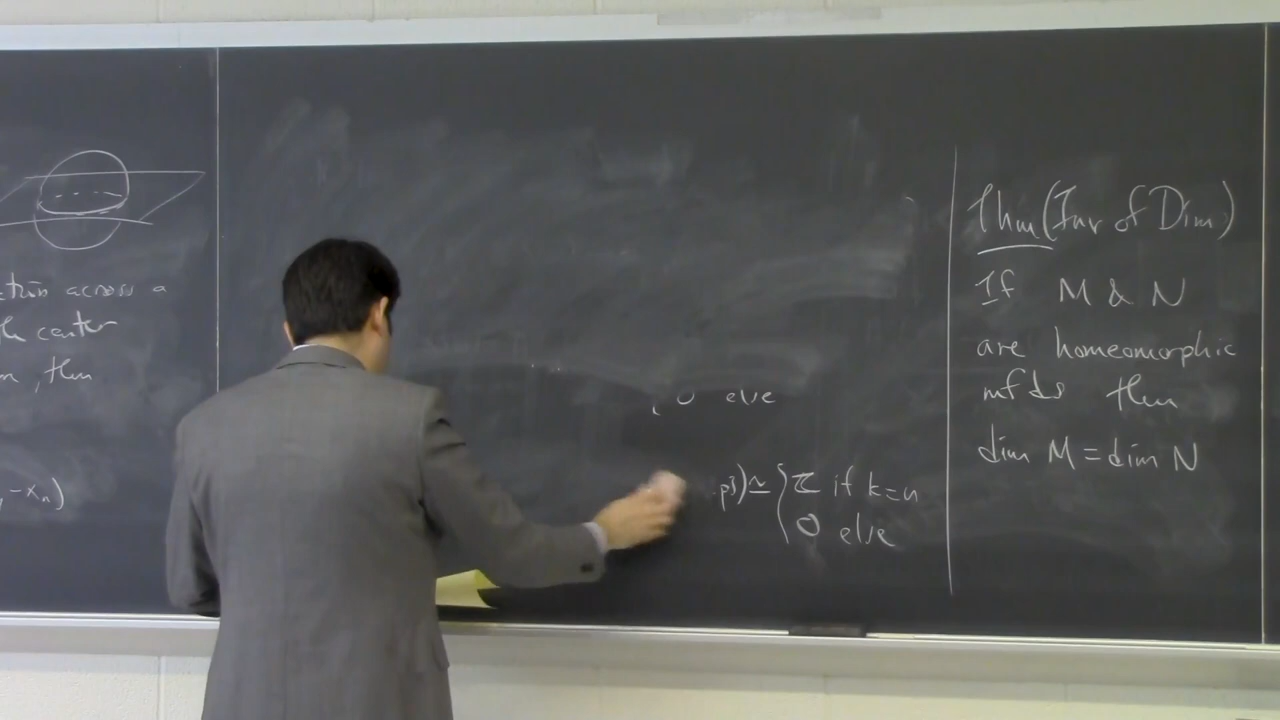 across a
center
, then
, -xₙ)
0 else
p})≃ { ℤ if k=n
0 else
Thm (Inv of Dim)
If M & N
are homeomorphic
mfds then
dim M = dim N